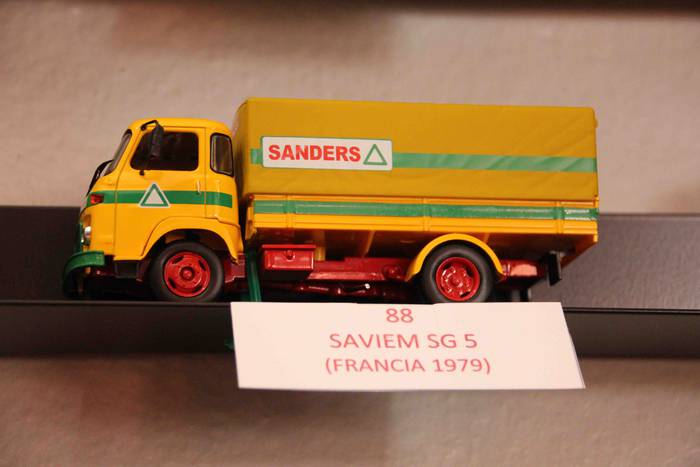 SANDERS
88
SAVIEM SG 5
(FRANCIA 1979)